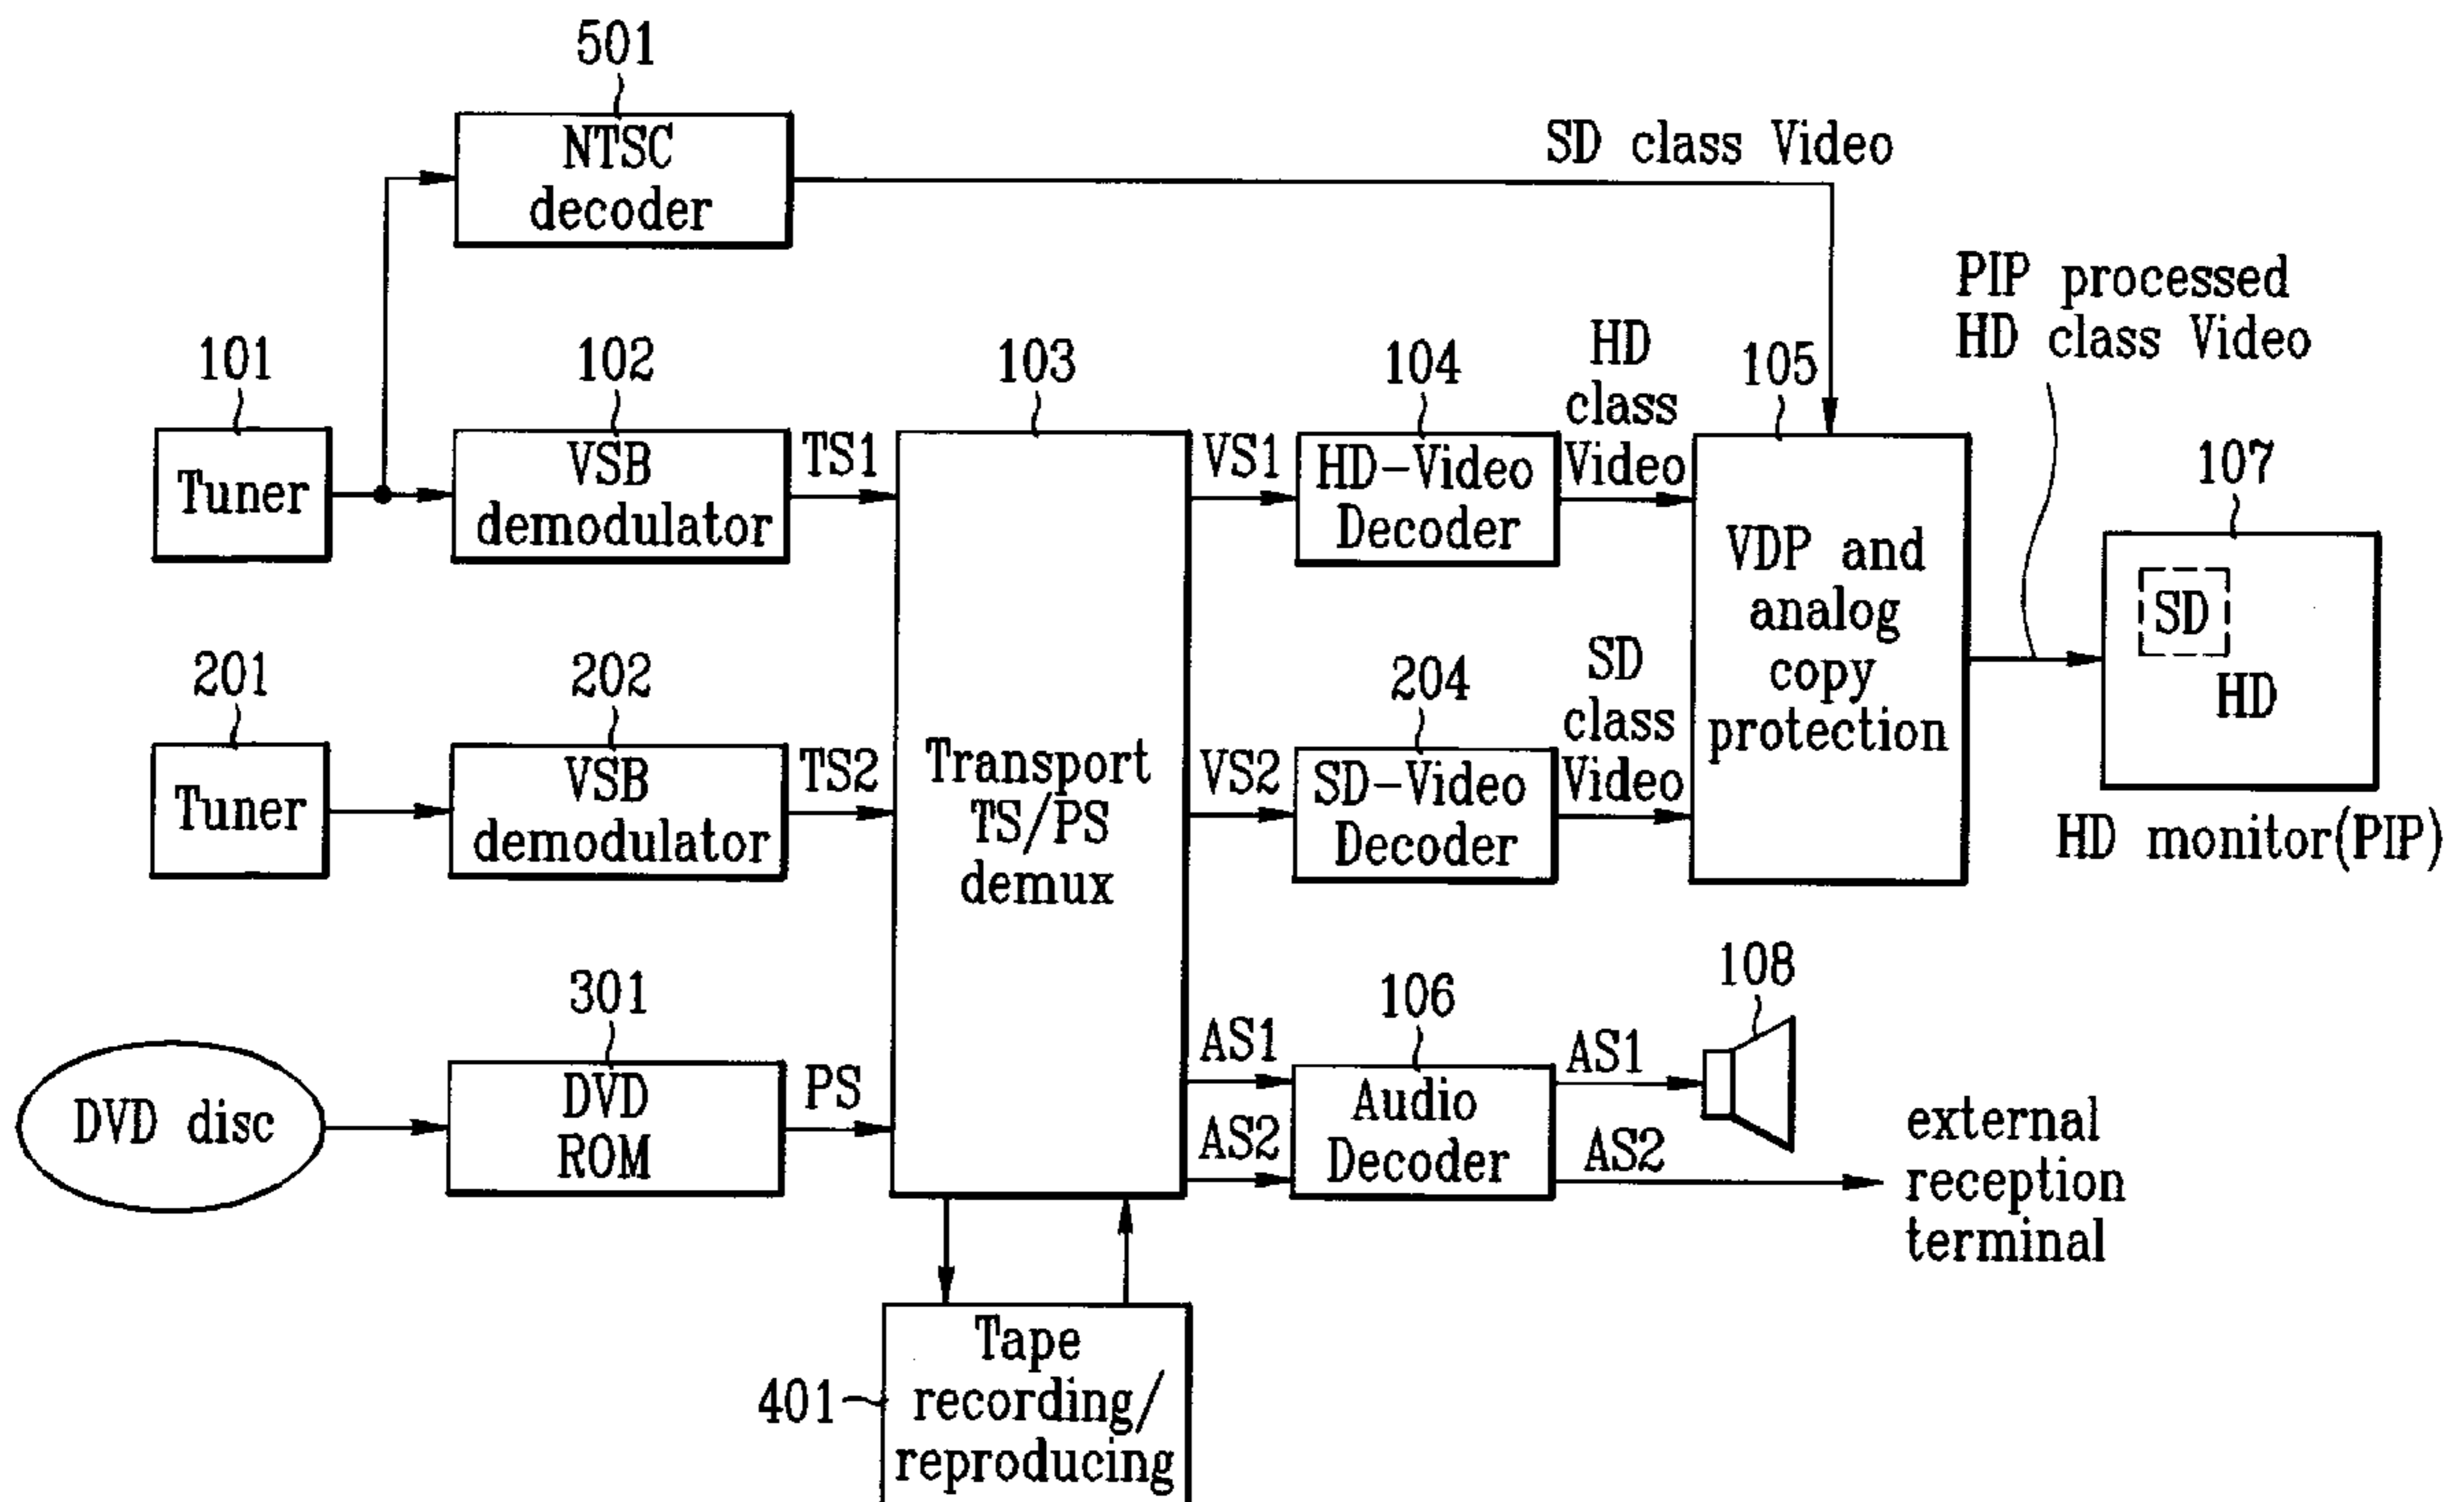 501
NTSC
decoder
SD class Video
PIP processed
HD class Video
101
Tuner
102
VSB
demodulator
TS1
103
Transport
TS/PS
demux
VS1
104
HD-Video
Decoder
HD
class
Video
105
VDP and
analog
copy
protection
107
SD
HD
HD monitor(PIP)
201
Tuner
202
VSB
demodulator
TS2
VS2
204
SD-Video
Decoder
SD
class
Video
DVD disc
301
DVD
ROM
PS
AS1
AS2
106
Audio
Decoder
AS1
AS2
108
external
reception
terminal
401
Tape
recording/
reproducing